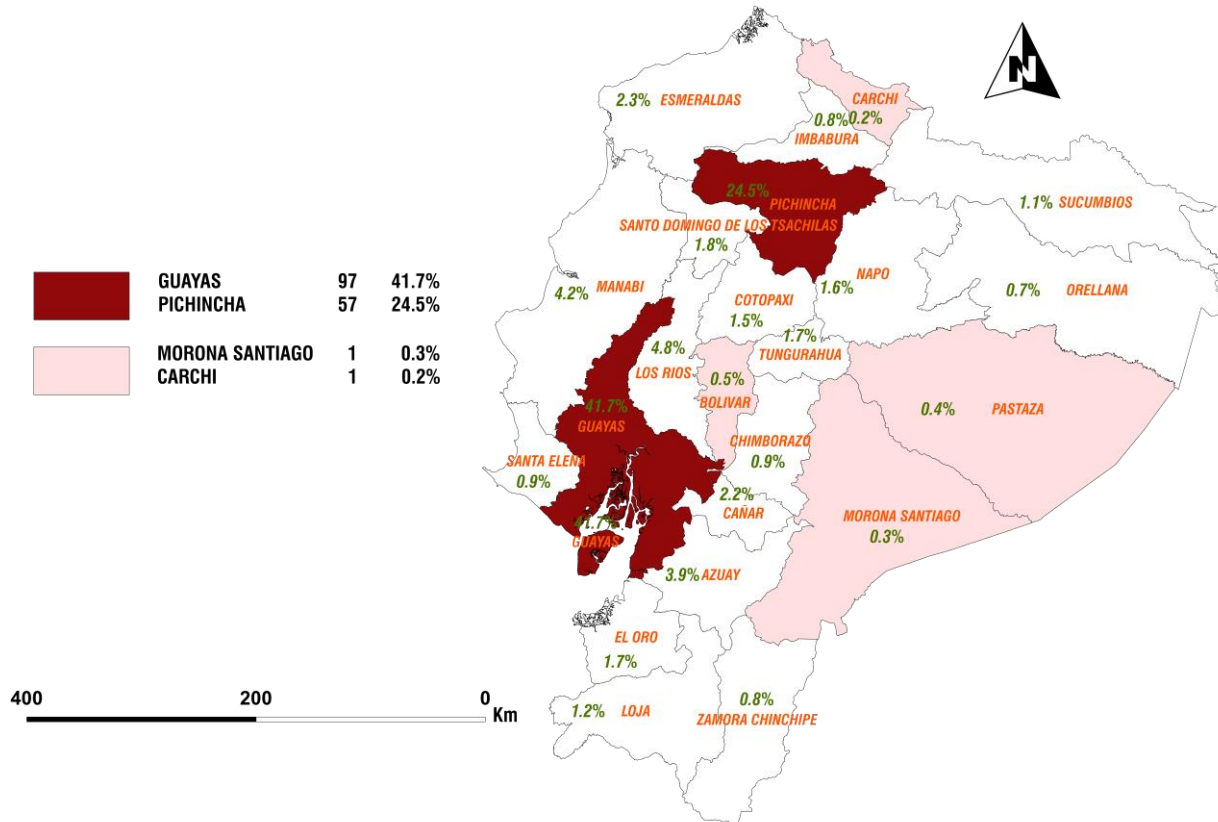 N
CARCHI
2.3% ESMERALDAS
0.8% 0.2%
IMBABURA
24.5%
PICHINCHA
1.1% SUCUMBIOS
SANTO DOMINGO DE LOS TSACHILAS
1.8%
GUAYAS 97 41.7%
PICHINCHA 57 24.5%
MORONA SANTIAGO 1 0.3%
CARCHI 1 0.2%
4.2% MANABI
NAPO
1.6%
0.7% ORELLANA
COTOPAXI
1.5%
1.7%
TUNGURAHUA
4.8%
LOS RIOS
0.5%
BOLIVAR
0.4% PASTAZA
41.7%
GUAYAS
CHIMBORAZO
0.9%
SANTA ELENA
0.9%
2.2%
CAÑAR
MORONA SANTIAGO
0.3%
41.7%
GUAYAS
3.9% AZUAY
EL ORO
1.7%
400 200 0
Km
1.2% LOJA
0.8%
ZAMORA CHINCHIPE